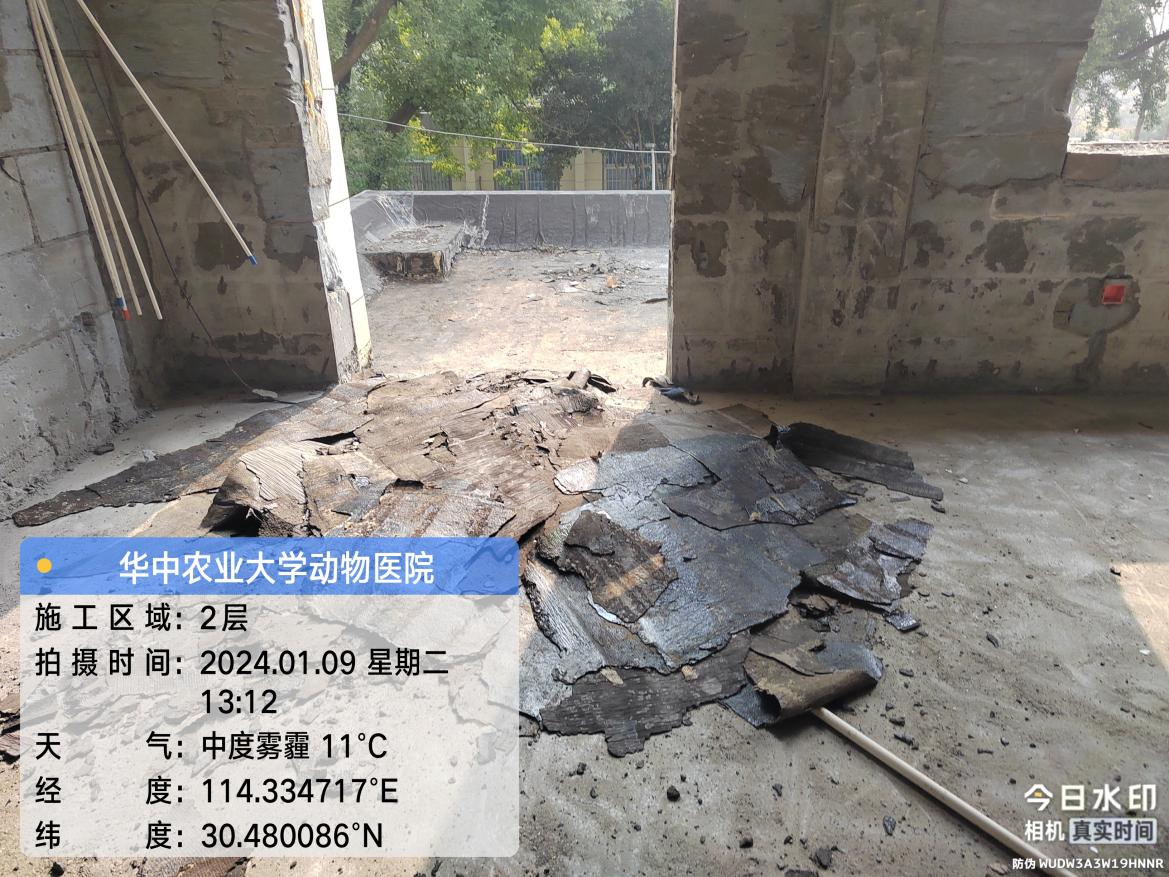 华中农业大学动物医院
施工区域：2层
拍摄时间：2024.01.09 星期二
13:12
天气：中度雾霾 11°C
经度：114.334717°E
纬度：30.480086°N
今日水印
相机 真实时间
防伪 WUDW3A3W19HNNR